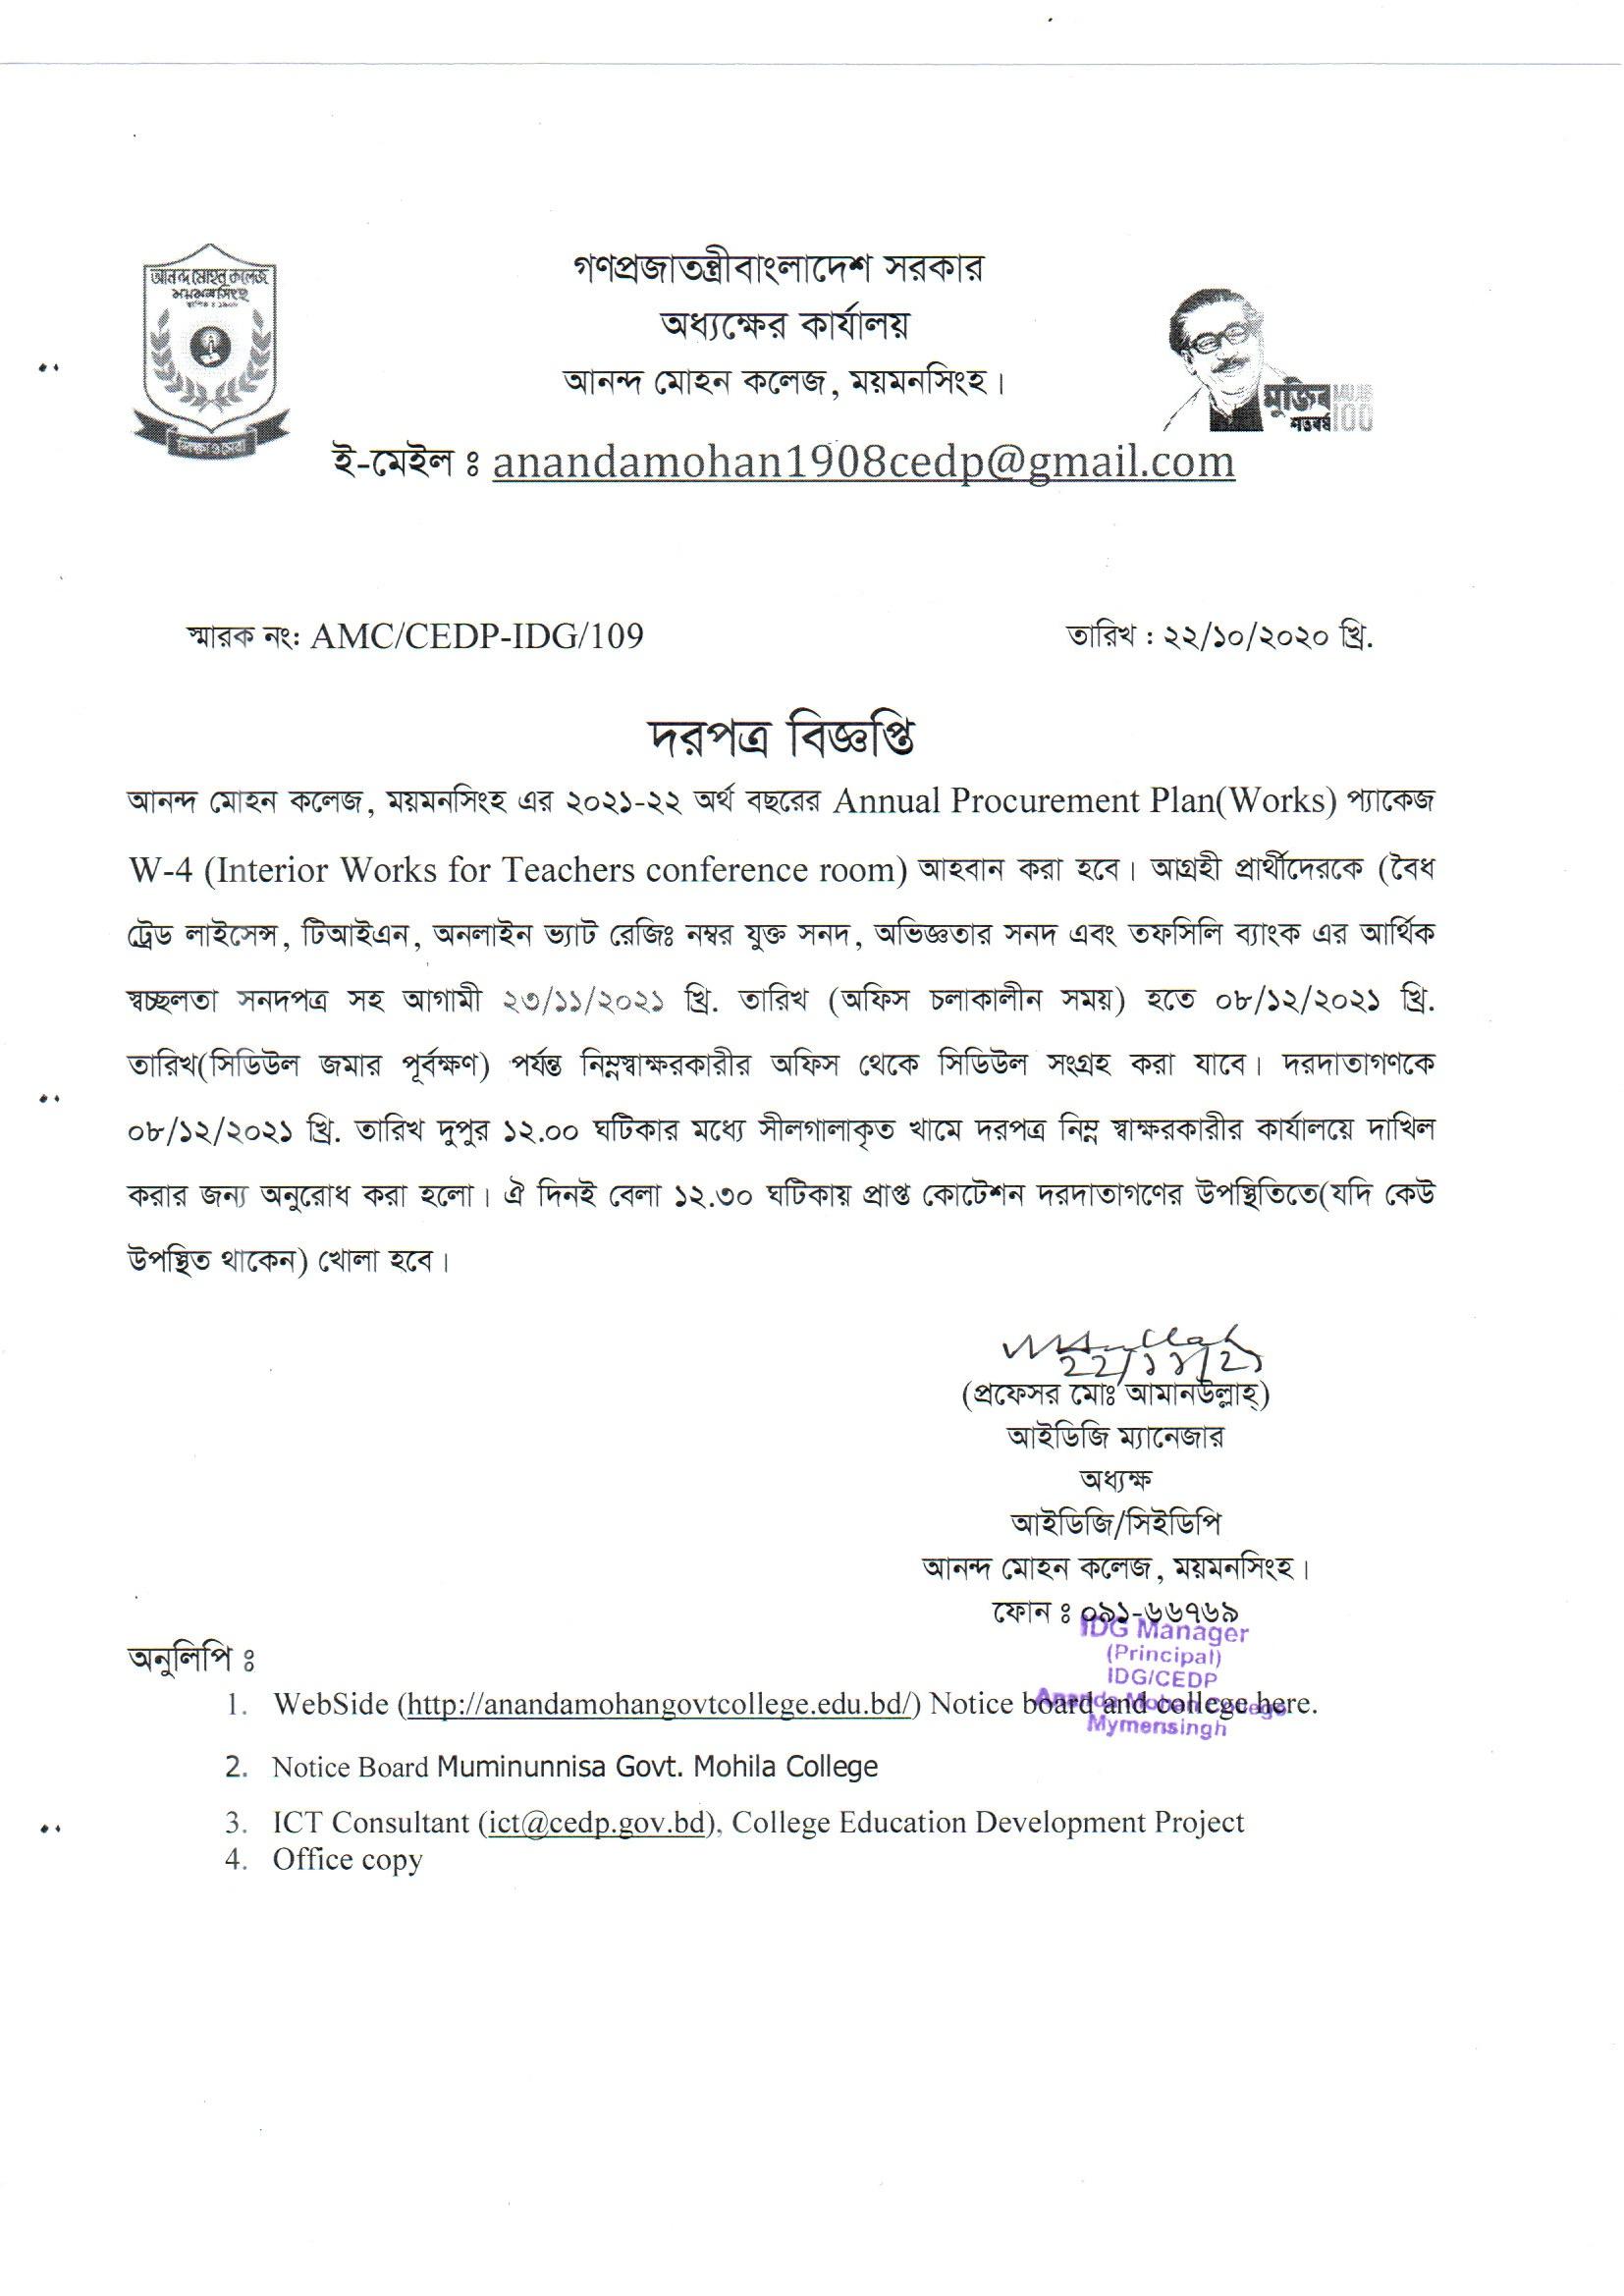 আনন্দ মোহন কলেজ
ময়মনসিংহ
গণপ্রজাতন্ত্রীবাংলাদেশ সরকার
অধ্যক্ষের কার্যালয়
আনন্দ মোহন কলেজ, ময়মনসিংহ।
মুজিব MUJIB
শতবর্ষ 100
ই-মেইল ঃ anandamohan1908cedp@gmail.com
স্মারক নং: AMC/CEDP-IDG/109
তারিখ : ২২/১০/২০২০ খ্রি.
দরপত্র বিজ্ঞপ্তি
আনন্দ মোহন কলেজ, ময়মনসিংহ এর ২০২১-২২ অর্থ বছরের Annual Procurement Plan(Works) প্যাকেজ
W-4 (Interior Works for Teachers conference room) আহবান করা হবে। আগ্রহী প্রার্থীদেরকে (বৈধ
ট্রেড লাইসেন্স, টিআইএন, অনলাইন ভ্যাট রেজিঃ নম্বর যুক্ত সনদ, অভিজ্ঞতার সনদ এবং তফসিলি ব্যাংক এর আর্থিক
স্বচ্ছলতা সনদপত্র সহ আগামী ২৩/১১/২০২১ খ্রি. তারিখ (অফিস চলাকালীন সময়) হতে ০৮/১২/২০২১ খ্রি.
তারিখ(সিডিউল জমার পূর্বক্ষণ) পর্যন্ত নিম্নস্বাক্ষরকারীর অফিস থেকে সিডিউল সংগ্রহ করা যাবে। দরদাতাগণকে
০৮/১২/২০২১ খ্রি. তারিখ দুপুর ১২.০০ ঘটিকার মধ্যে সীলগালাকৃত খামে দরপত্র নিম্ন স্বাক্ষরকারীর কার্যালয়ে দাখিল
করার জন্য অনুরোধ করা হলো। ঐ দিনই বেলা ১২.৩০ ঘটিকায় প্রাপ্ত কোটেশন দরদাতাগণের উপস্থিতিতে(যদি কেউ
উপস্থিত থাকেন) খোলা হবে।
22/11/21
(প্রফেসর মোঃ আমানউল্লাহ্)
আইডিজি ম্যানেজার
অধ্যক্ষ
আইডিজি/সিইডিপি
আনন্দ মোহন কলেজ, ময়মনসিংহ।
ফোন ঃ ০৯১-৬৬৭৬৯
IDG Manager
(Principal)
IDG/CEDP
Ananda Mohan College
Mymensingh
অনুলিপি ঃ
1. WebSide (http://anandamohangovtcollege.edu.bd/) Notice board and college here.
2. Notice Board Muminunnisa Govt. Mohila College
3. ICT Consultant (ict@cedp.gov.bd), College Education Development Project
4. Office copy